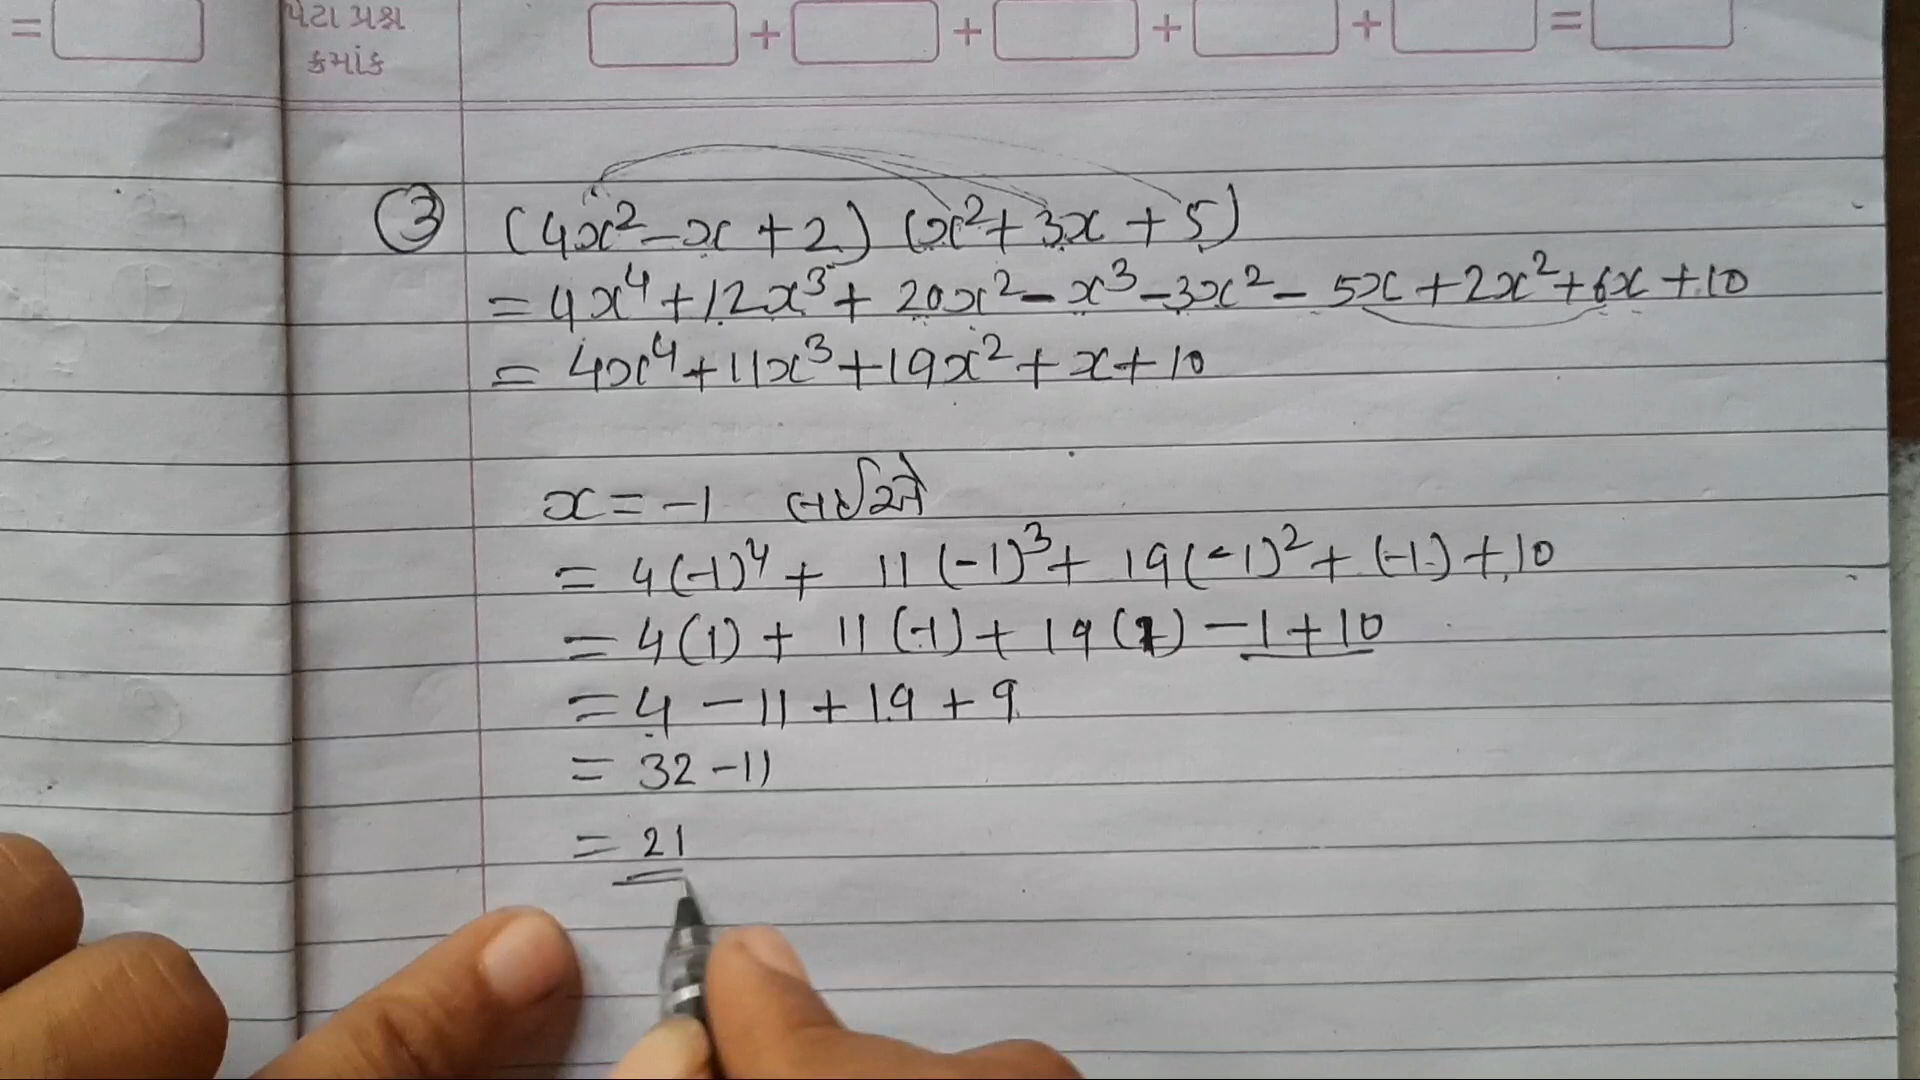 = પેટા પ્રશ્ન ક્રમાંક + + + + =
③ (4x² - x + 2) (x² + 3x + 5)
= 4x⁴ + 12x³ + 20x² - x³ - 3x² - 5x + 2x² + 6x + 10
= 4x⁴ + 11x³ + 19x² + x + 10
x = -1 લઈએ
= 4(-1)⁴ + 11(-1)³ + 19(-1)² + (-1) + 10
= 4(1) + 11(-1) + 19(1) - 1 + 10
= 4 - 11 + 19 + 9
= 32 - 11
= 21